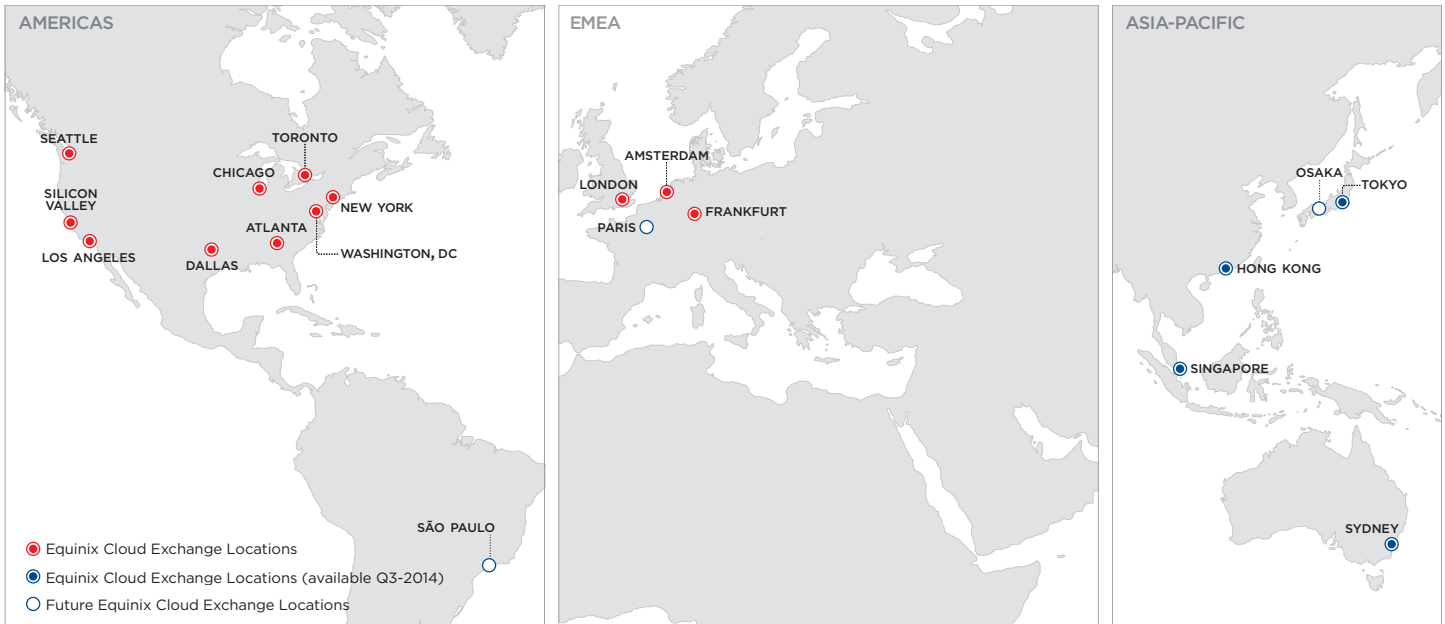 AMERICAS
SEATTLE
TORONTO
CHICAGO
SILICON
VALLEY
NEW YORK
ATLANTA
LOS ANGELES
DALLAS
WASHINGTON, DC
SÃO PAULO
Equinix Cloud Exchange Locations
Equinix Cloud Exchange Locations (available Q3-2014)
Future Equinix Cloud Exchange Locations
EMEA
AMSTERDAM
LONDON
FRANKFURT
PARIS
ASIA-PACIFIC
OSAKA
TOKYO
HONG KONG
SINGAPORE
SYDNEY